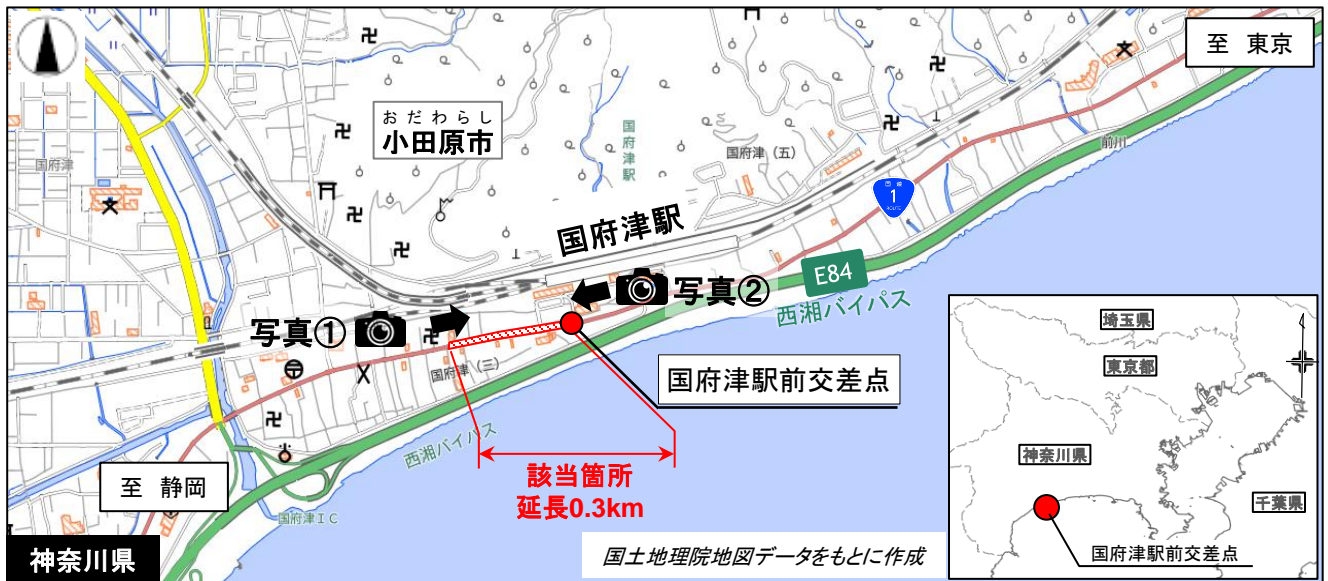 至 東京
おだわらし
小田原市
国府津駅
国府津(五)
前川
国府津
国道
1
ROUTE
国府津駅
E84
西湘バイパス
写真②
写真①
国府津(三)
国府津駅前交差点
西湘バイパス
該当箇所
延長0.3km
至 静岡
国府津IC
神奈川県
国土地理院地図データをもとに作成
埼玉県
東京都
神奈川県
千葉県
国府津駅前交差点